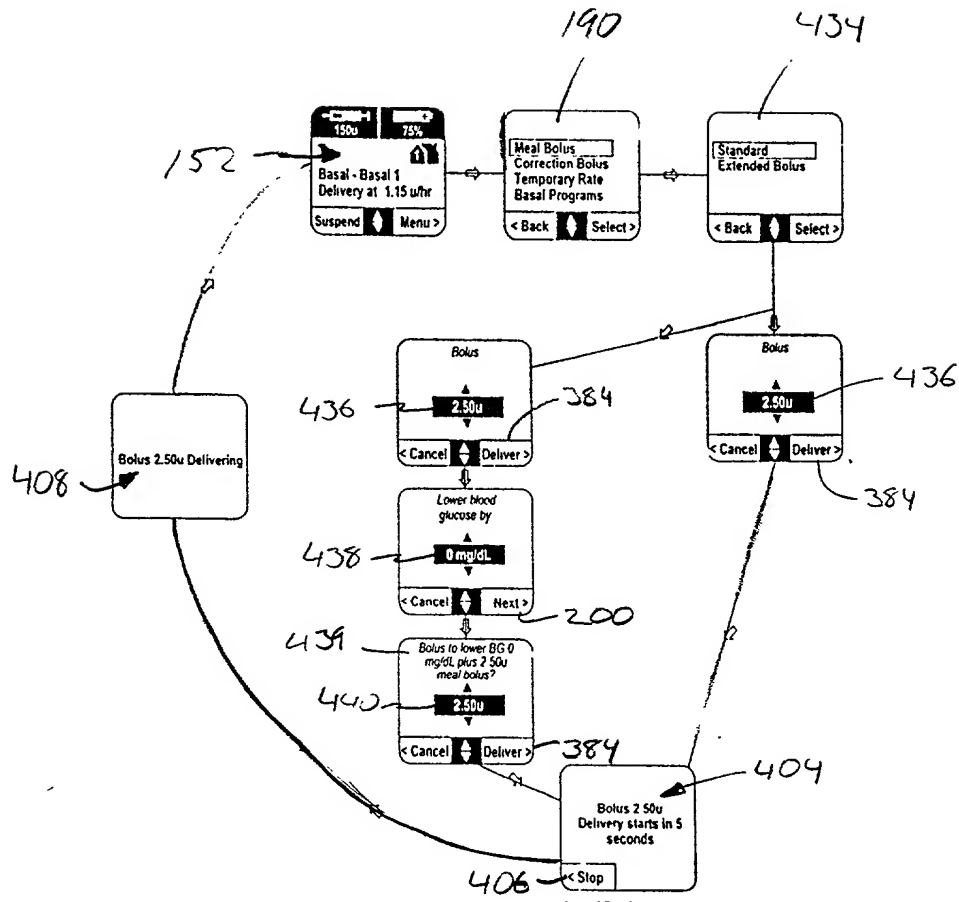 190
434
150u 75%
152
Basal - Basal 1
Delivery at 1.15 u/hr
Suspend Menu >
Meal Bolus
Correction Bolus
Temporary Rate
Basal Programs
< Back Select >
Standard
Extended Bolus
< Back Select >
Bolus
436
2.50u
384
< Cancel Deliver >
Bolus
2.50u
436
< Cancel Deliver >
384
Bolus 2.50u Delivering
408
Lower blood
glucose by
438
0 mg/dL
< Cancel Next >
200
439
Bolus to lower BG 0
mg/dL plus 2 50u
meal bolus?
440
2.50u
< Cancel Deliver >
384
404
Bolus 2 50u
Delivery starts in 5
seconds
406
< Stop